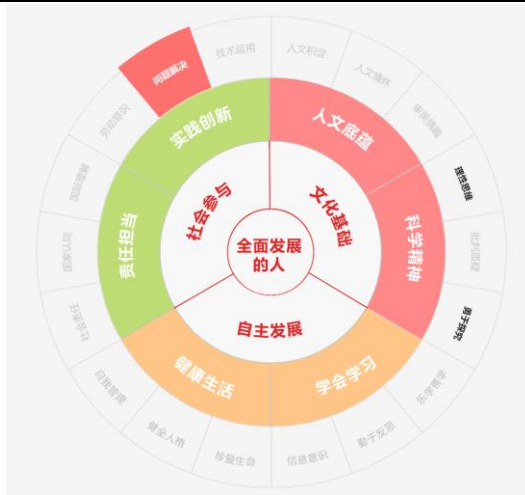 全面发展
的人
文化基础
自主发展
社会参与
人文底蕴
科学精神
学会学习
健康生活
责任担当
实践创新
人文积淀
人文情怀
审美情趣
理性思维
批判质疑
勇于探究
乐学善学
勤于反思
信息意识
珍爱生命
健全人格
自我管理
社会责任
国家认同
国际理解
劳动意识
问题解决
技术运用